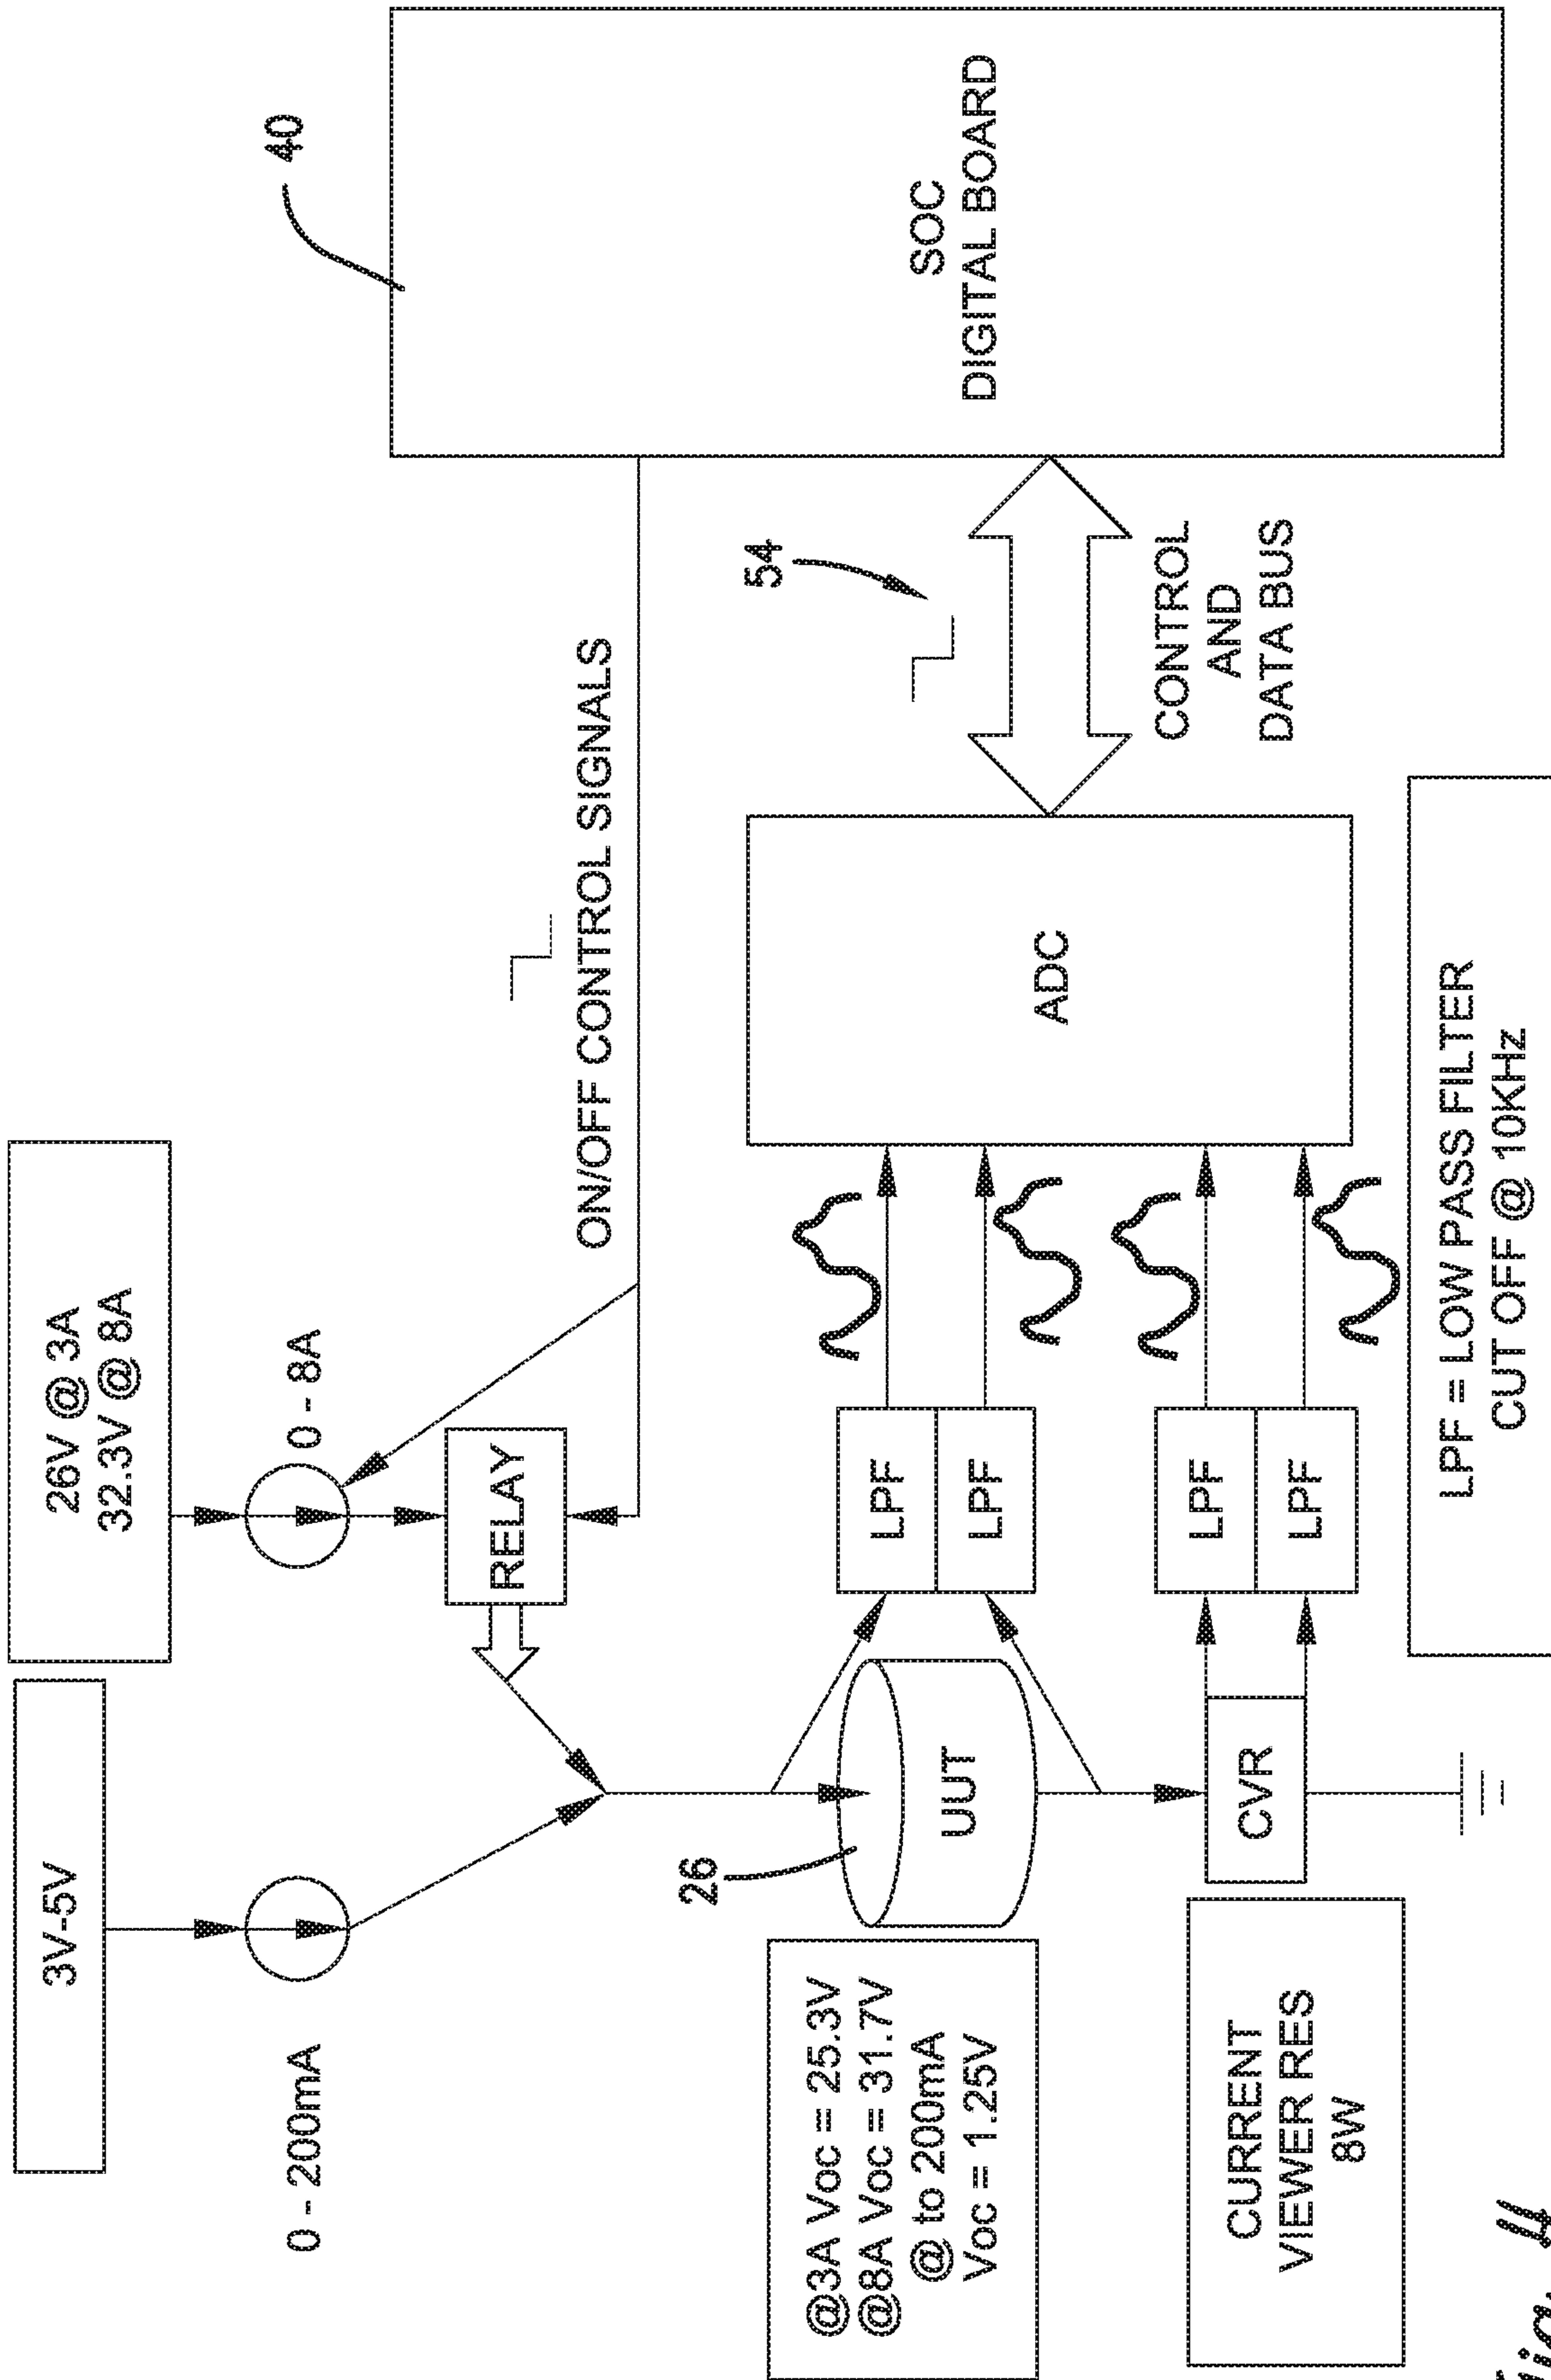 3V-5V
26V @ 3A
32.3V @ 8A
0 - 200mA
0 - 8A
40
RELAY
ON/OFF CONTROL SIGNALS
26
54
@3A Voc = 25.3V
@8A Voc = 31.7V
@ to 200mA
Voc = 1.25V
UUT
LPF
LPF
ADC
SOC
DIGITAL BOARD
CURRENT
VIEWER RES
8W
CVR
LPF
LPF
CONTROL
AND
DATA BUS
LPF = LOW PASS FILTER
CUT OFF @ 10KHz